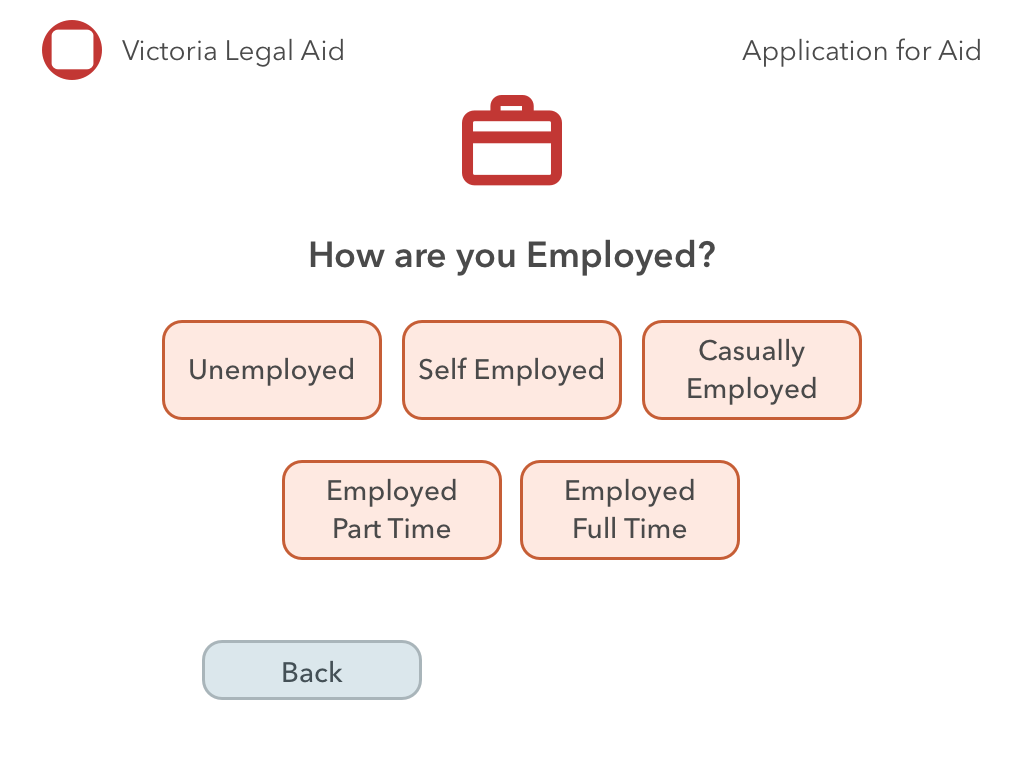 Victoria Legal Aid
Application for Aid
How are you Employed?
Unemployed
Self Employed
Casually
Employed
Employed
Part Time
Employed
Full Time
Back